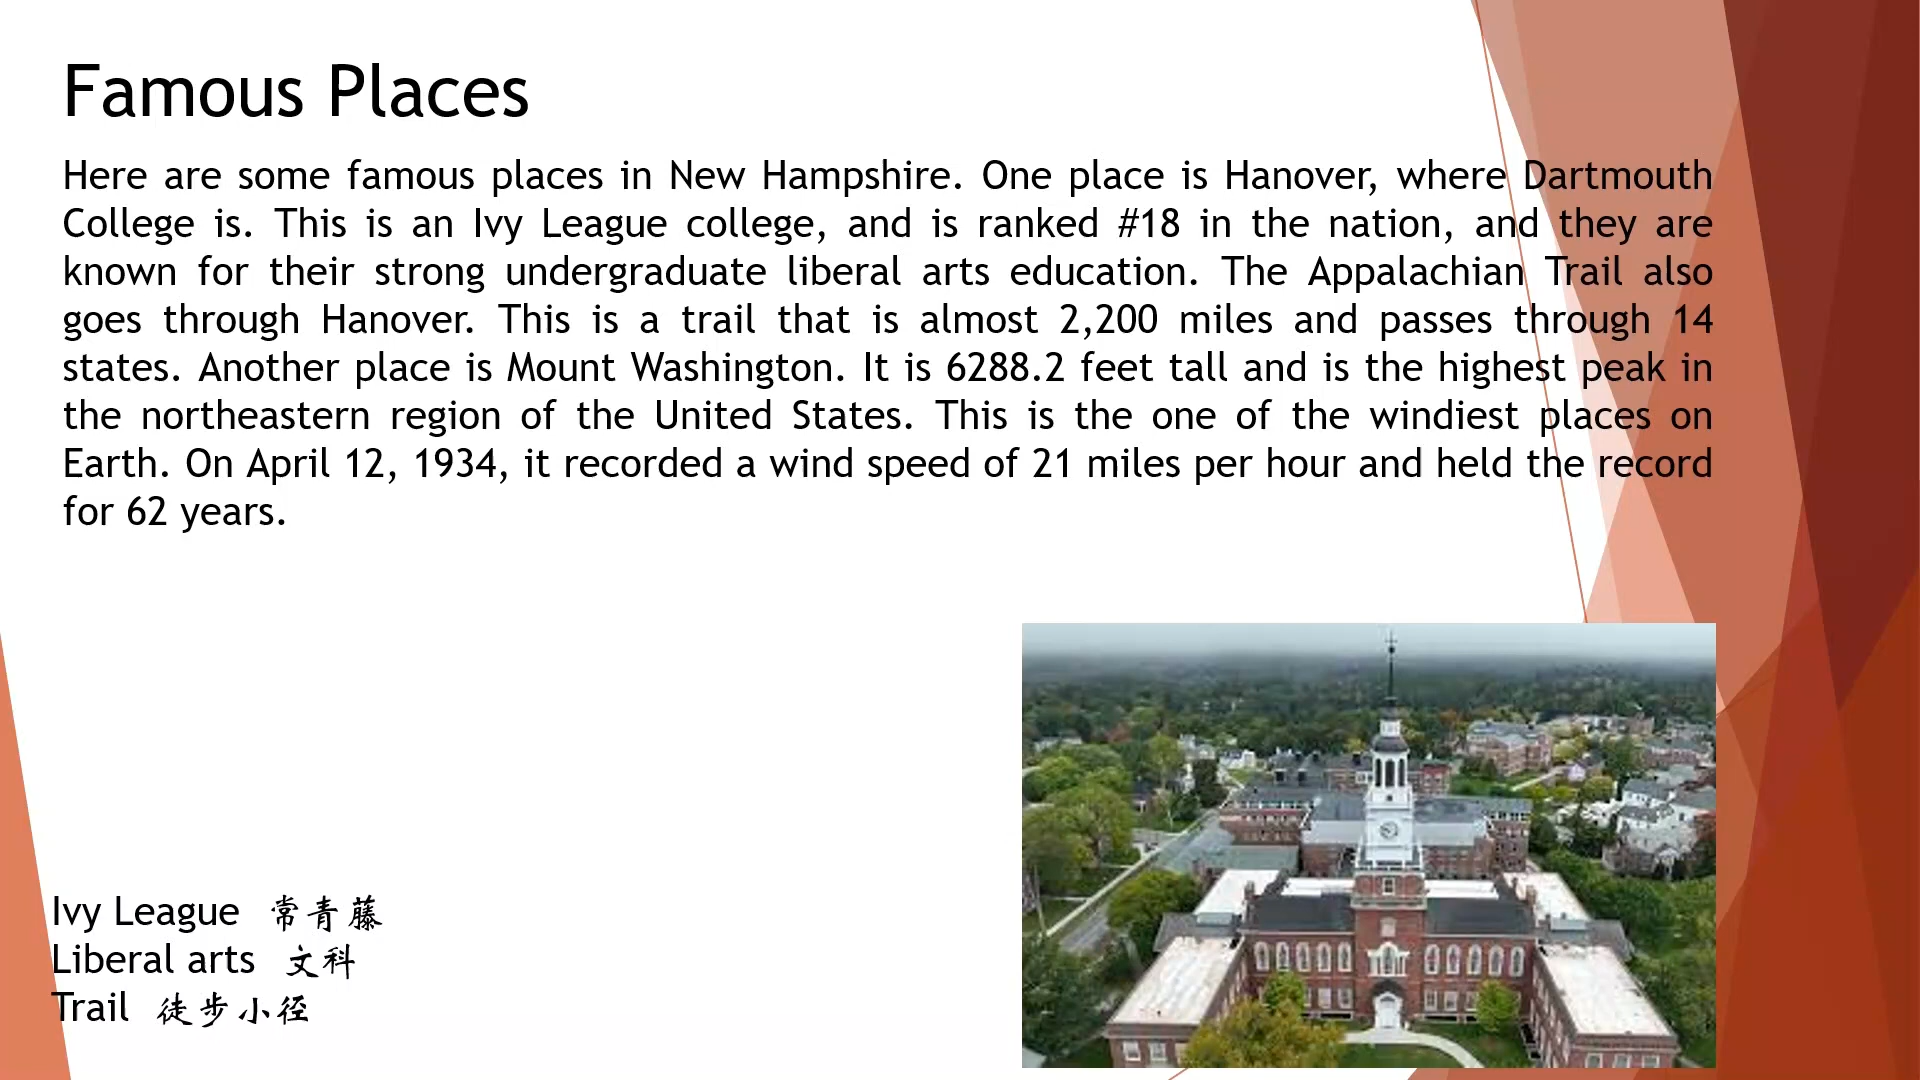 Famous Places
Here are some famous places in New Hampshire. One place is Hanover, where Dartmouth
College is. This is an Ivy League college, and is ranked #18 in the nation, and they are
known for their strong undergraduate liberal arts education. The Appalachian Trail also
goes through Hanover. This is a trail that is almost 2,200 miles and passes through 14
states. Another place is Mount Washington. It is 6288.2 feet tall and is the highest peak in
the northeastern region of the United States. This is the one of the windiest places on
Earth. On April 12, 1934, it recorded a wind speed of 21 miles per hour and held the record
for 62 years.
Ivy League 常青藤
Liberal arts 文科
Trail 徒步小径